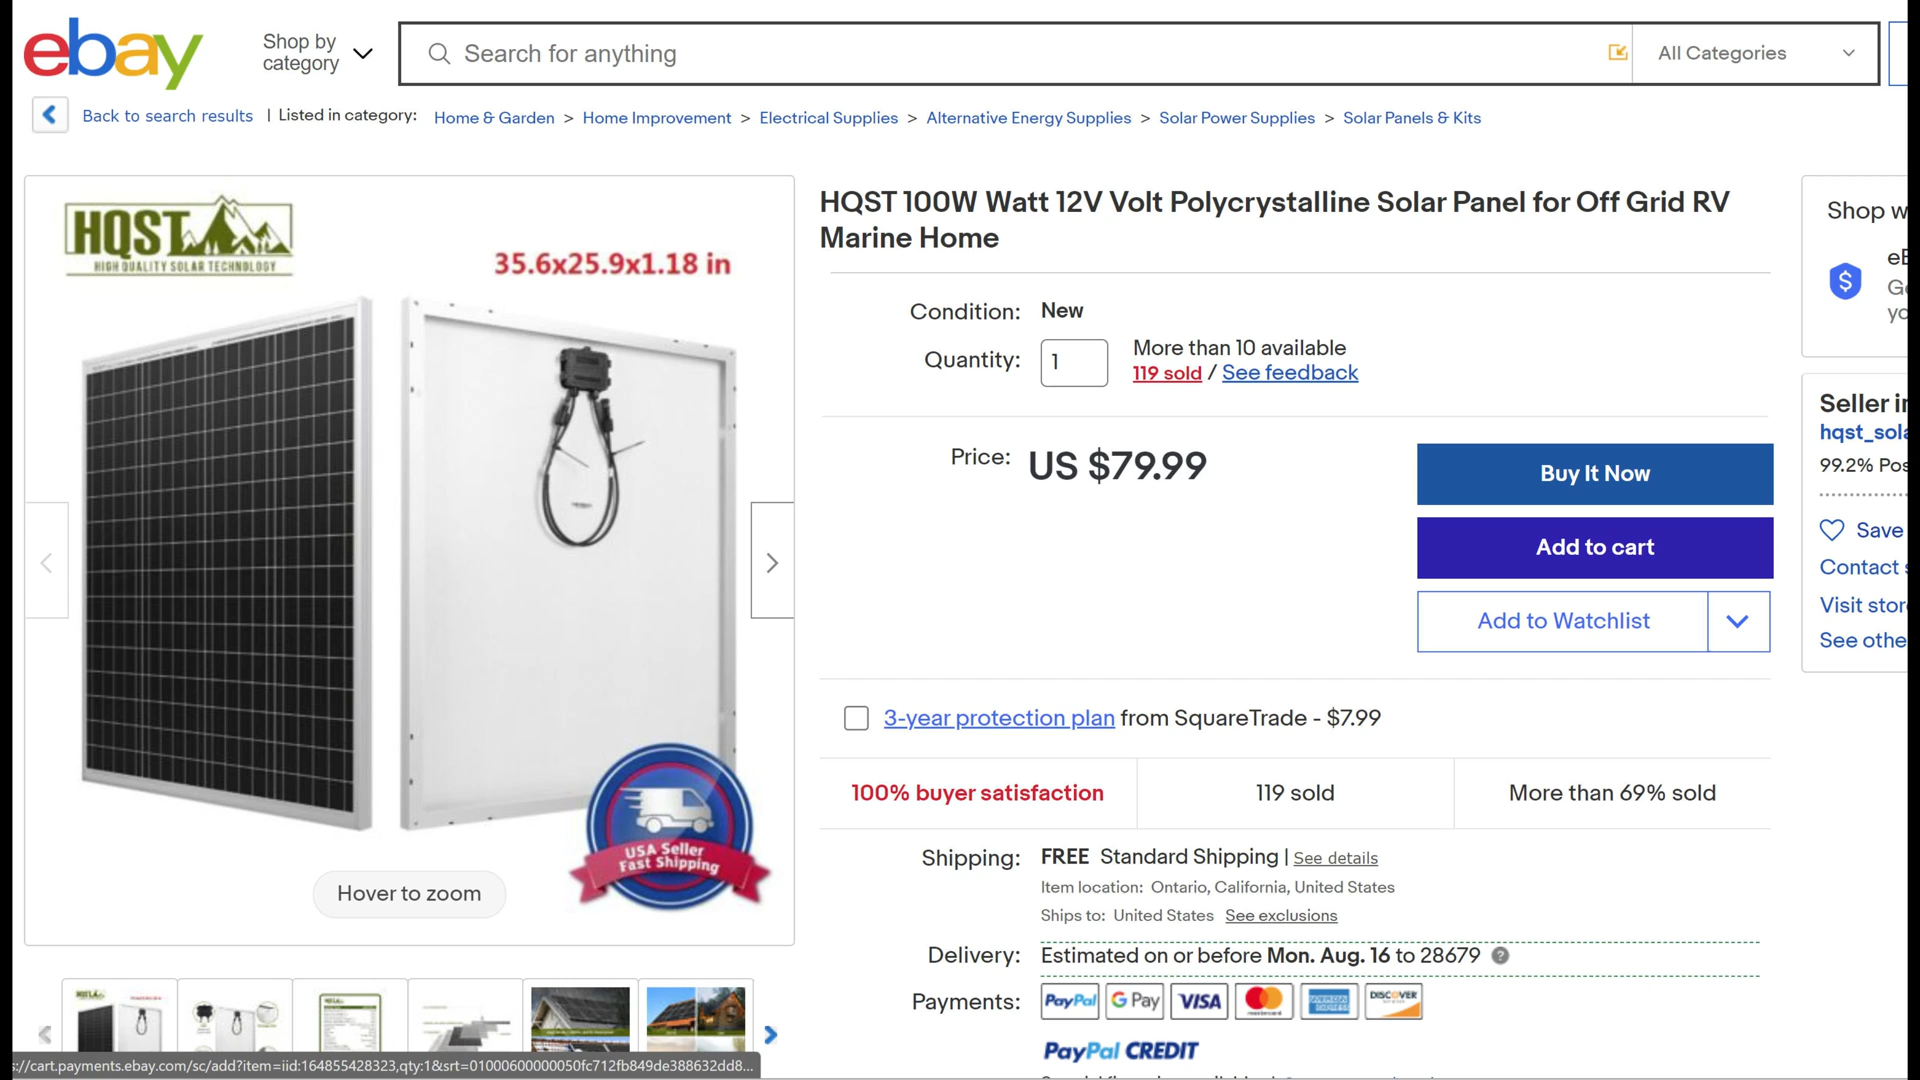 ebay
Shop by
category
Search for anything
All Categories
Back to search results | Listed in category: Home & Garden > Home Improvement > Electrical Supplies > Alternative Energy Supplies > Solar Power Supplies > Solar Panels & Kits
HQST
HIGH QUALITY SOLAR TECHNOLOGY
35.6x25.9x1.18 in
USA Seller
Fast Shipping
Hover to zoom
HQST 100W Watt 12V Volt Polycrystalline Solar Panel for Off Grid RV
Marine Home
Condition: New
Quantity: 1
More than 10 available
119 sold / See feedback
Price: US $79.99
Buy It Now
Add to cart
Add to Watchlist
3-year protection plan from SquareTrade - $7.99
100% buyer satisfaction
119 sold
More than 69% sold
Shipping: FREE Standard Shipping | See details
Item location: Ontario, California, United States
Ships to: United States See exclusions
Delivery: Estimated on or before Mon. Aug. 16 to 28679
Payments: PayPal G Pay VISA mastercard AMERICAN EXPRESS DISCOVER
PayPal CREDIT
Shop w
eB
Ge
yo
Seller in
hqst_sola
99.2% Pos
Save
Contact s
Visit stor
See othe
://cart.payments.ebay.com/sc/add?item=iid:164855428323,qty:1&srt=01000600000050fc712fb849de388632dd8...